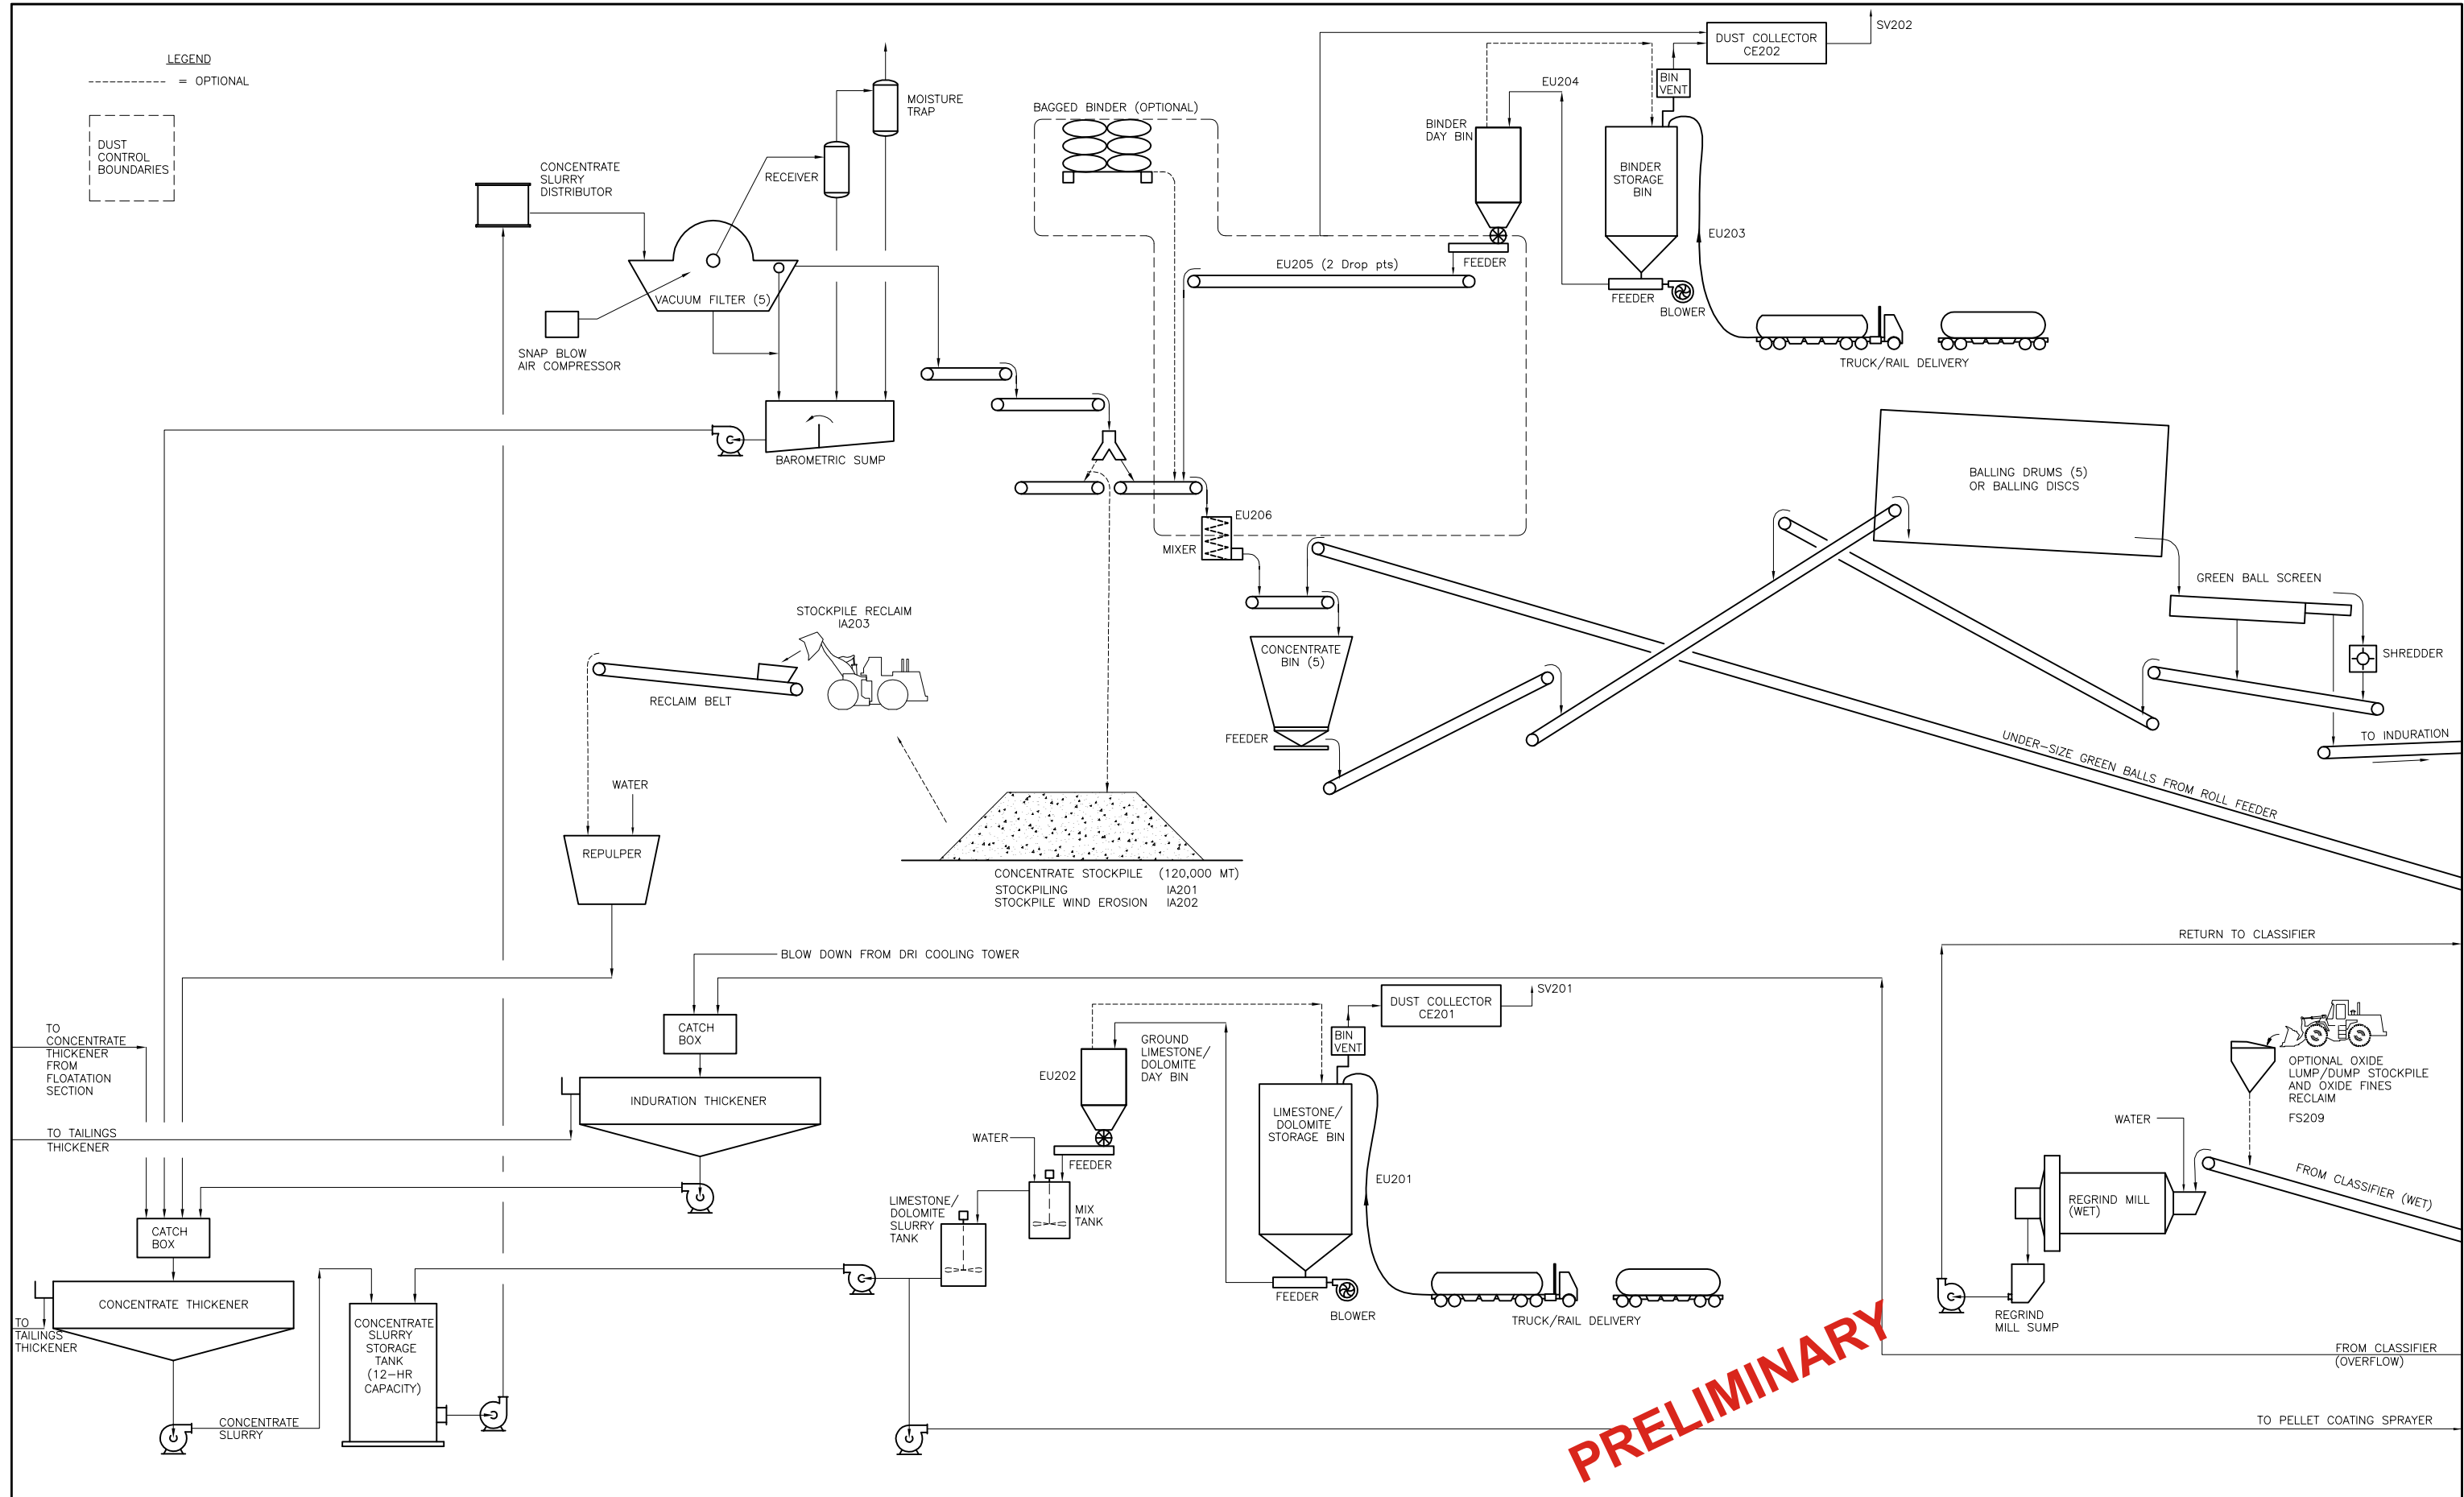 LEGEND
= OPTIONAL
DUST
CONTROL
BOUNDARIES
MOISTURE
TRAP
CONCENTRATE
SLURRY
DISTRIBUTOR
RECEIVER
VACUUM FILTER (5)
SNAP BLOW
AIR COMPRESSOR
BAROMETRIC SUMP
BAGGED BINDER (OPTIONAL)
BINDER
DAY BIN
EU204
BIN
VENT
DUST COLLECTOR
CE202
SV202
BINDER
STORAGE
BIN
EU203
FEEDER
EU205 (2 Drop pts)
FEEDER
BLOWER
TRUCK/RAIL DELIVERY
EU206
MIXER
BALLING DRUMS (5)
OR BALLING DISCS
GREEN BALL SCREEN
SHREDDER
TO INDURATION
UNDER-SIZE GREEN BALLS FROM ROLL FEEDER
CONCENTRATE
BIN (5)
FEEDER
STOCKPILE RECLAIM
IA203
RECLAIM BELT
WATER
REPULPER
CONCENTRATE STOCKPILE (120,000 MT)
STOCKPILING IA201
STOCKPILE WIND EROSION IA202
BLOW DOWN FROM DRI COOLING TOWER
CATCH
BOX
INDURATION THICKENER
TO
CONCENTRATE
THICKENER
FROM
FLOATATION
SECTION
TO TAILINGS
THICKENER
CATCH
BOX
CONCENTRATE THICKENER
TO
TAILINGS
THICKENER
CONCENTRATE
SLURRY
CONCENTRATE
SLURRY
STORAGE
TANK
(12-HR
CAPACITY)
GROUND
LIMESTONE/
DOLOMITE
DAY BIN
EU202
WATER
FEEDER
MIX
TANK
LIMESTONE/
DOLOMITE
SLURRY
TANK
BIN
VENT
DUST COLLECTOR
CE201
SV201
LIMESTONE/
DOLOMITE
STORAGE BIN
EU201
FEEDER
BLOWER
TRUCK/RAIL DELIVERY
RETURN TO CLASSIFIER
OPTIONAL OXIDE
LUMP/DUMP STOCKPILE
AND OXIDE FINES
RECLAIM
FS209
WATER
FROM CLASSIFIER (WET)
REGRIND MILL
(WET)
REGRIND
MILL SUMP
FROM CLASSIFIER
(OVERFLOW)
TO PELLET COATING SPRAYER
PRELIMINARY